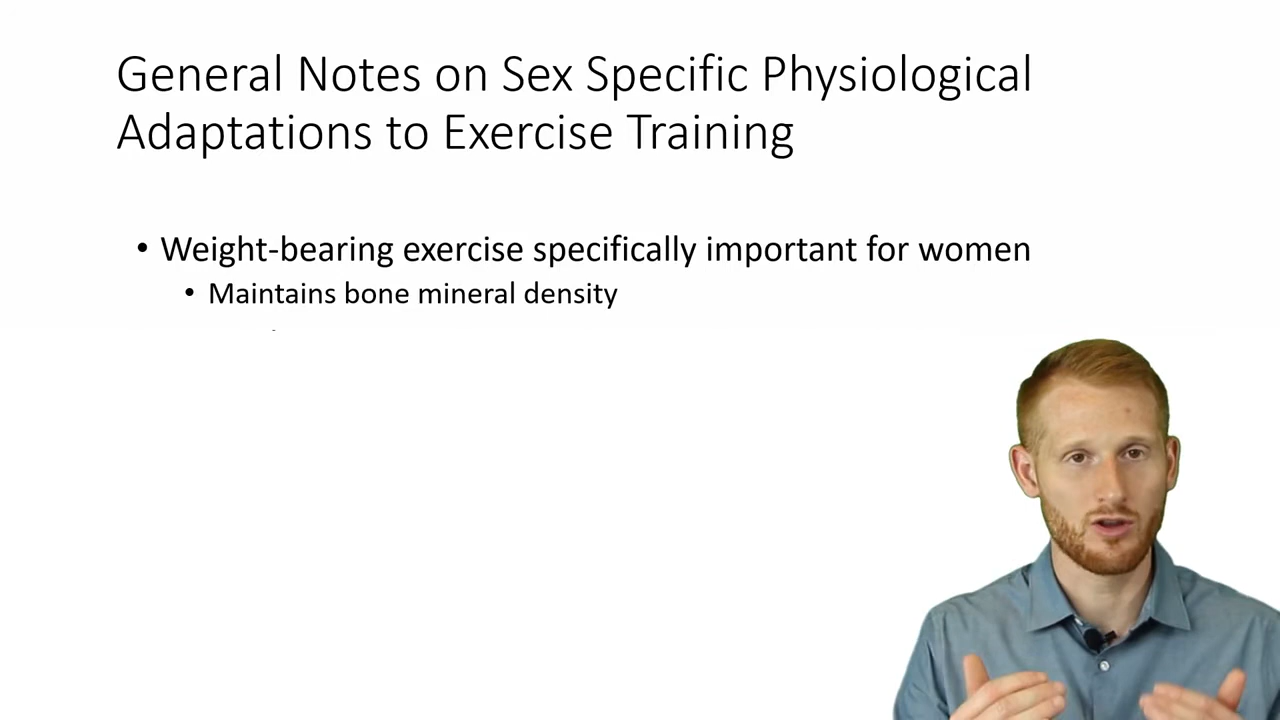 General Notes on Sex Specific Physiological
Adaptations to Exercise Training
• Weight-bearing exercise specifically important for women
• Maintains bone mineral density